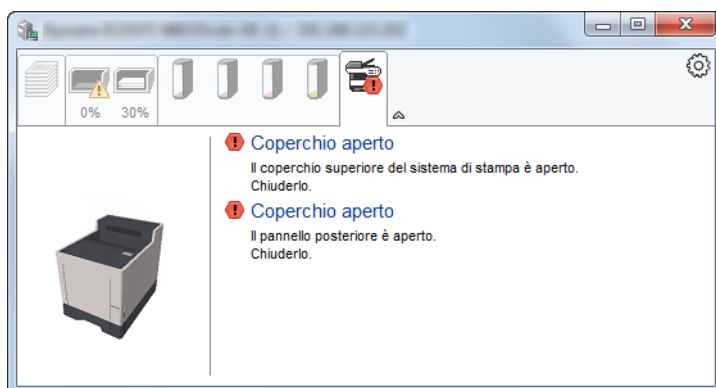 0%
30%
Coperchio aperto
Il coperchio superiore del sistema di stampa è aperto.
Chiuderlo.
Coperchio aperto
Il pannello posteriore è aperto.
Chiuderlo.